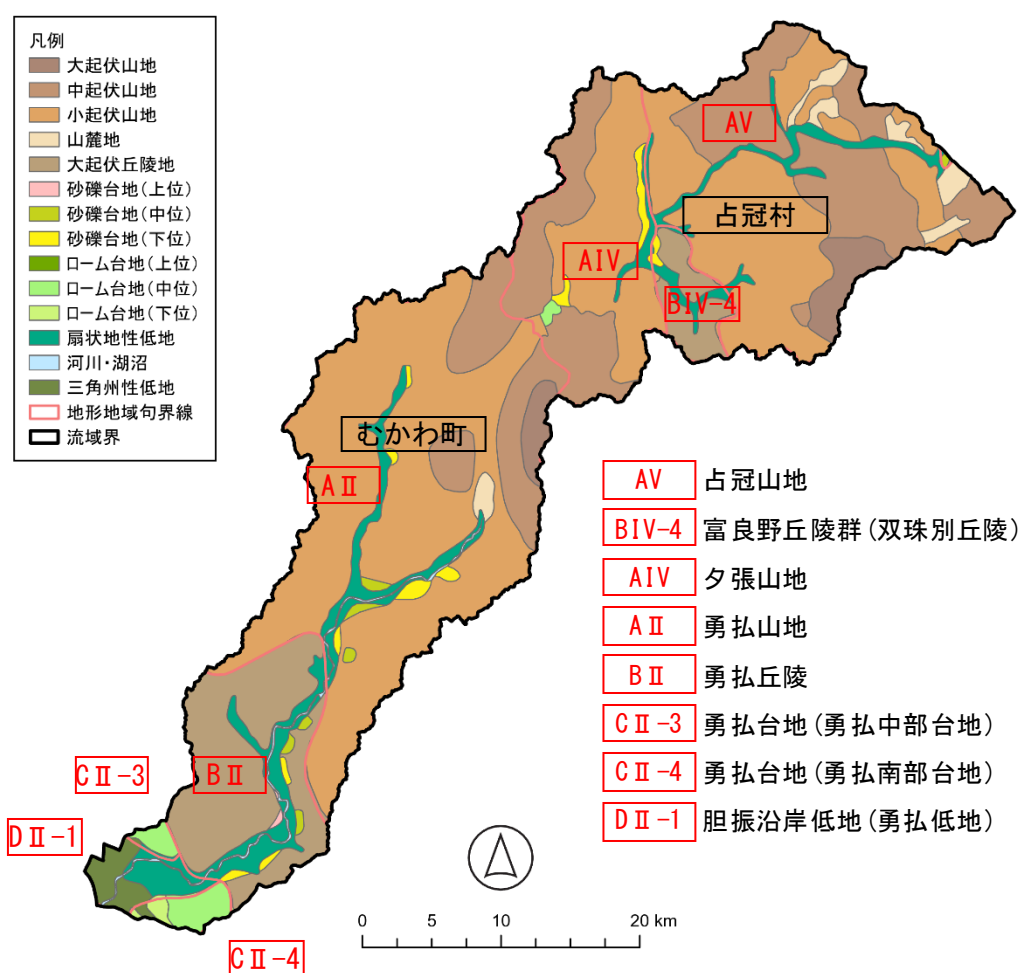 凡例
大起伏山地
中起伏山地
小起伏山地
山麓地
大起伏丘陵地
砂礫台地(上位)
砂礫台地(中位)
砂礫台地(下位)
ローム台地(上位)
ローム台地(中位)
ローム台地(下位)
扇状地性低地
河川・湖沼
三角州性低地
地形地域句界線
流域界
AV
占冠村
AIV
BIV-4
むかわ町
AⅡ
CⅡ-3
BⅡ
DⅡ-1
CⅡ-4
AV 占冠山地
BIV-4 富良野丘陵群(双珠別丘陵)
AIV 夕張山地
AⅡ 勇払山地
BⅡ 勇払丘陵
CⅡ-3 勇払台地(勇払中部台地)
CⅡ-4 勇払台地(勇払南部台地)
DⅡ-1 胆振沿岸低地(勇払低地)
0 5 10 20 km